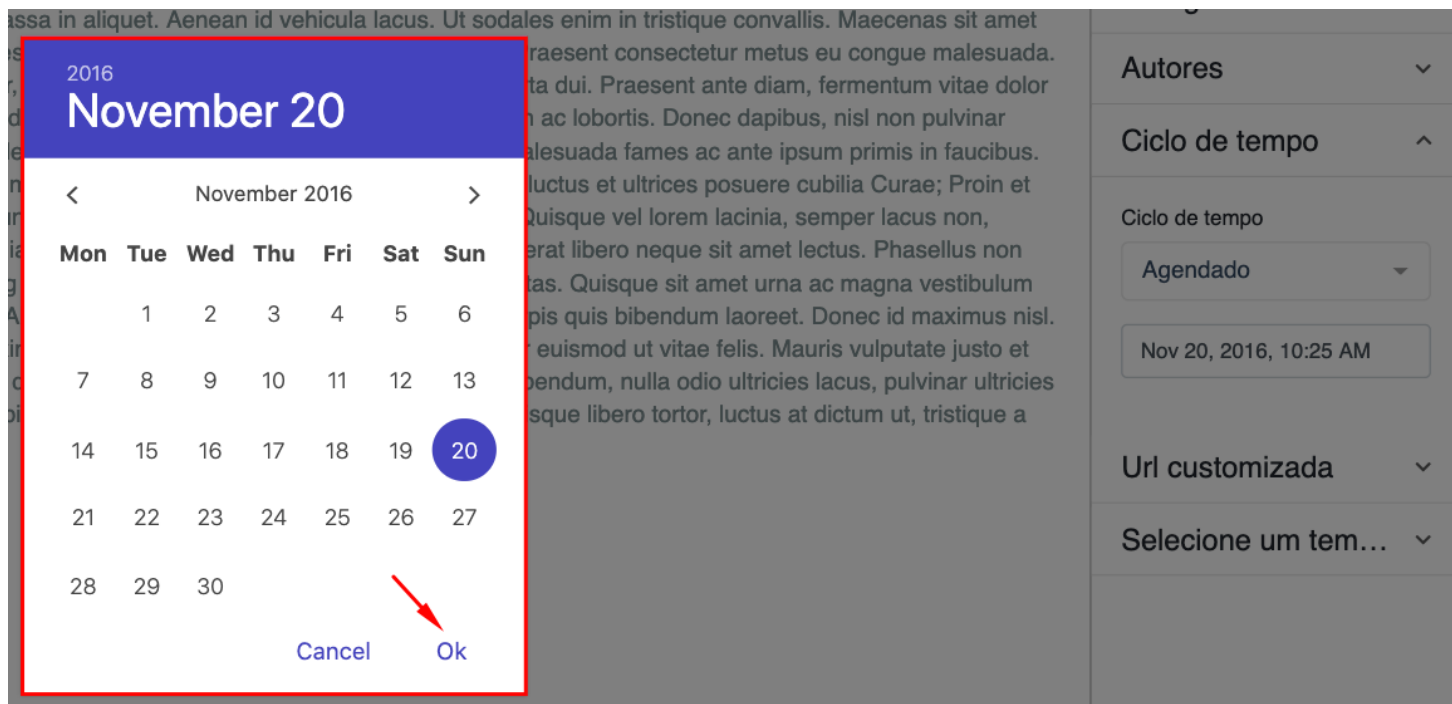 assa in aliquet. Aenean id vehicula lacus. Ut sodales enim in tristique convallis. Maecenas sit amet
raesent consectetur metus eu congue malesuada.
ta dui. Praesent ante diam, fermentum vitae dolor
ac lobortis. Donec dapibus, nisl non pulvinar
alesuada fames ac ante ipsum primis in faucibus.
luctus et ultrices posuere cubilia Curae; Proin et
Quisque vel lorem lacinia, semper lacus non,
erat libero neque sit amet lectus. Phasellus non
tas. Quisque sit amet urna ac magna vestibulum
pis quis bibendum laoreet. Donec id maximus nisl.
euismod ut vitae felis. Mauris vulputate justo et
bendum, nulla odio ultricies lacus, pulvinar ultricies
sque libero tortor, luctus at dictum ut, tristique a
2016
November 20
November 2016
Mon Tue Wed Thu Fri Sat Sun
1 2 3 4 5 6
7 8 9 10 11 12 13
14 15 16 17 18 19 20
21 22 23 24 25 26 27
28 29 30
Cancel Ok
Autores
Ciclo de tempo
Ciclo de tempo
Agendado
Nov 20, 2016, 10:25 AM
Url customizada
Selecione um tem…